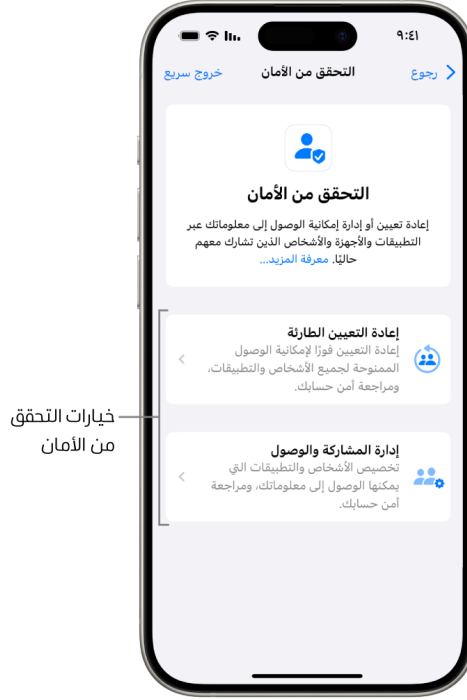 ٩:٤١
رجوع
التحقق من الأمان
خروج سريع
التحقق من الأمان
إعادة تعيين أو إدارة إمكانية الوصول إلى معلوماتك عبر
التطبيقات والأجهزة والأشخاص الذين تشارك معهم
حاليًا. معرفة المزيد...
إعادة التعيين الطارئة
إعادة التعيين فورًا لإمكانية الوصول
الممنوحة لجميع الأشخاص والتطبيقات،
ومراجعة أمن حسابك.
إدارة المشاركة والوصول
تخصيص الأشخاص والتطبيقات التي
يمكنها الوصول إلى معلوماتك، ومراجعة
أمن حسابك.
خيارات التحقق
من الأمان